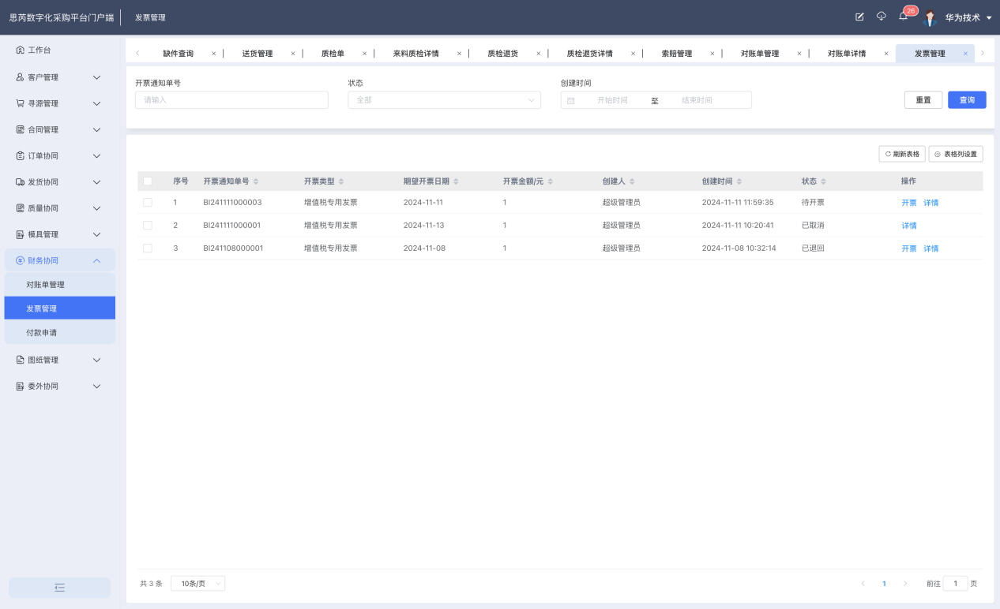 思芮数字化采购平台门户端 发票管理 26 华为技术
工作台
客户管理
寻源管理
合同管理
订单协同
发货协同
质量协同
模具管理
财务协同
对账单管理
发票管理
付款申请
图纸管理
委外协同
缺件查询 × 送货管理 × 质检单 × 来料质检详情 × 质检退货 × 质检退货详情 × 索赔管理 × 对账单管理 × 对账单详情 × 发票管理 ×
开票通知单号 状态 创建时间
请输入 全部 开始时间 至 结束时间 重置 查询
刷新表格 表格列设置
序号 开票通知单号 开票类型 期望开票日期 开票金额/元 创建人 创建时间 状态 操作
1 BI241111000003 增值税专用发票 2024-11-11 1 超级管理员 2024-11-11 11:59:35 待开票 开票 详情
2 BI241111000001 增值税专用发票 2024-11-13 1 超级管理员 2024-11-11 10:20:41 已取消 详情
3 BI241108000001 增值税专用发票 2024-11-08 1 超级管理员 2024-11-08 10:32:14 已退回 开票 详情
共 3 条 10条/页 1 前往 1 页